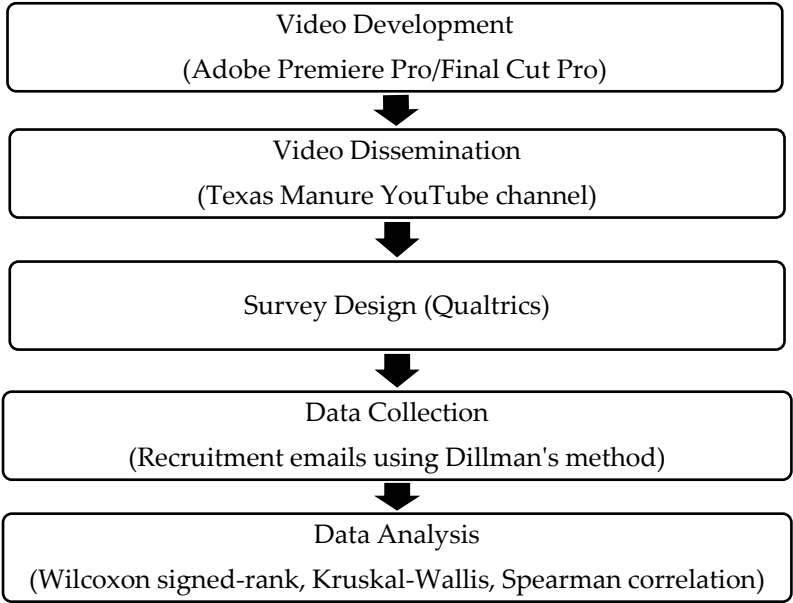 Video Development
(Adobe Premiere Pro/Final Cut Pro)
Video Dissemination
(Texas Manure YouTube channel)
Survey Design (Qualtrics)
Data Collection
(Recruitment emails using Dillman's method)
Data Analysis
(Wilcoxon signed-rank, Kruskal-Wallis, Spearman correlation)